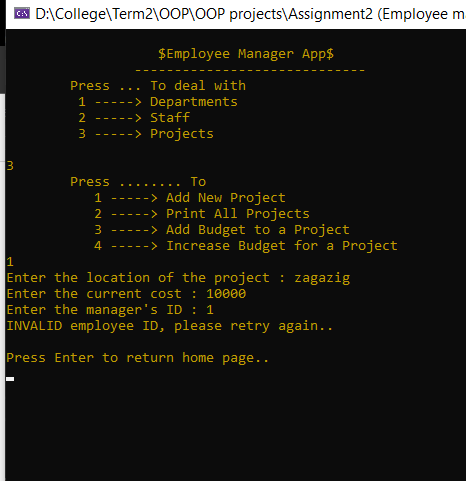 D:\College\Term2\OOP\OOP projects\Assignment2 (Employee m
$Employee Manager App$
-----------------------------
Press ... To deal with
1 -----> Departments
2 -----> Staff
3 -----> Projects
3
Press ........ To
1 -----> Add New Project
2 -----> Print All Projects
3 -----> Add Budget to a Project
4 -----> Increase Budget for a Project
1
Enter the location of the project : zagazig
Enter the current cost : 10000
Enter the manager's ID : 1
INVALID employee ID, please retry again..
Press Enter to return home page..